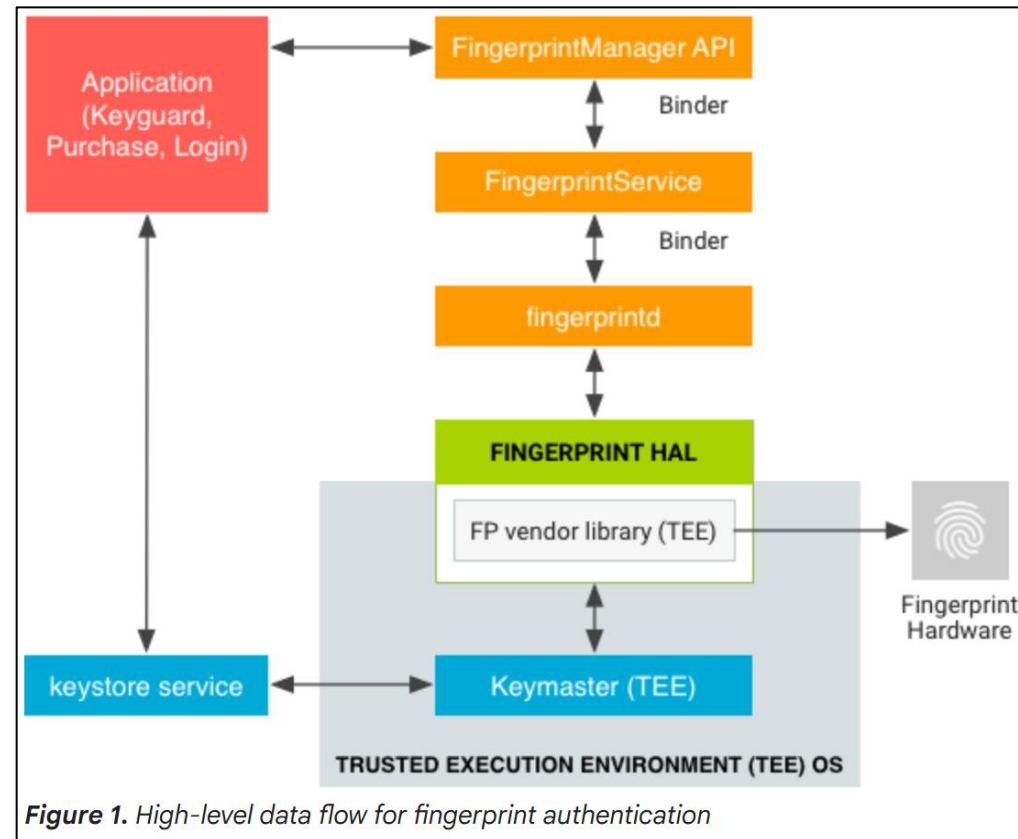 Application
(Keyguard,
Purchase, Login)
FingerprintManager API
Binder
FingerprintService
Binder
fingerprintd
FINGERPRINT HAL
FP vendor library (TEE)
Fingerprint
Hardware
keystore service
Keymaster (TEE)
TRUSTED EXECUTION ENVIRONMENT (TEE) OS
Figure 1. High-level data flow for fingerprint authentication